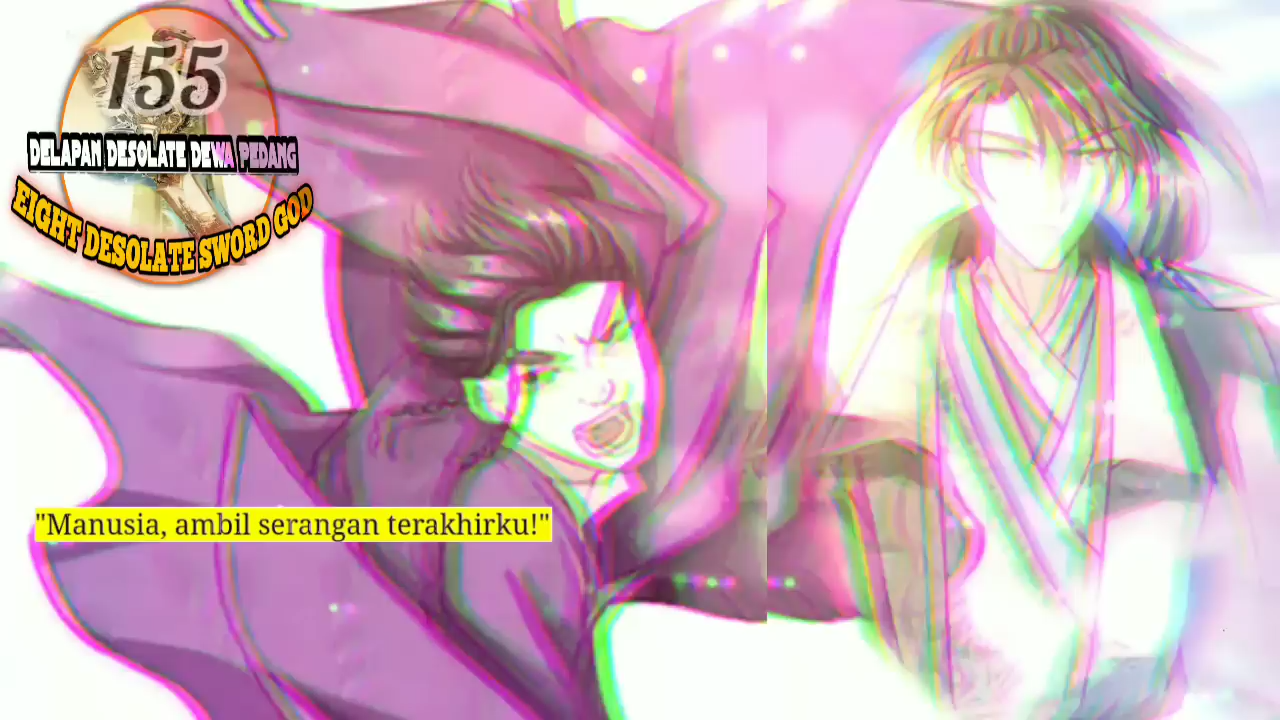 155
DELAPAN DESOLATE DEWA PEDANG
EIGHT DESOLATE SWORD GOD
"Manusia, ambil serangan terakhirku!"